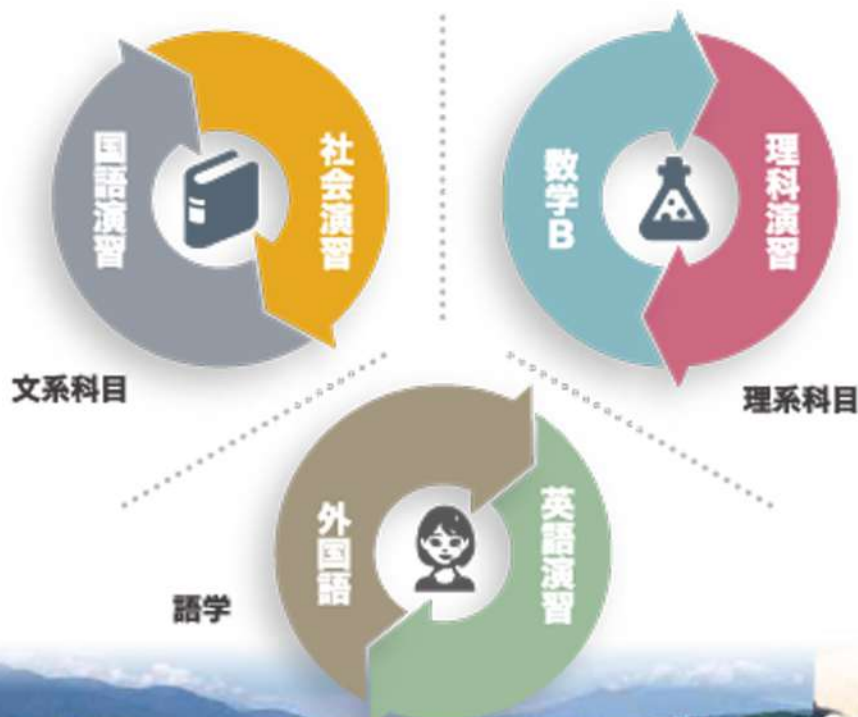 国語演習
社会演習
文系科目
数学B
理科演習
理系科目
外国語
英語演習
語学